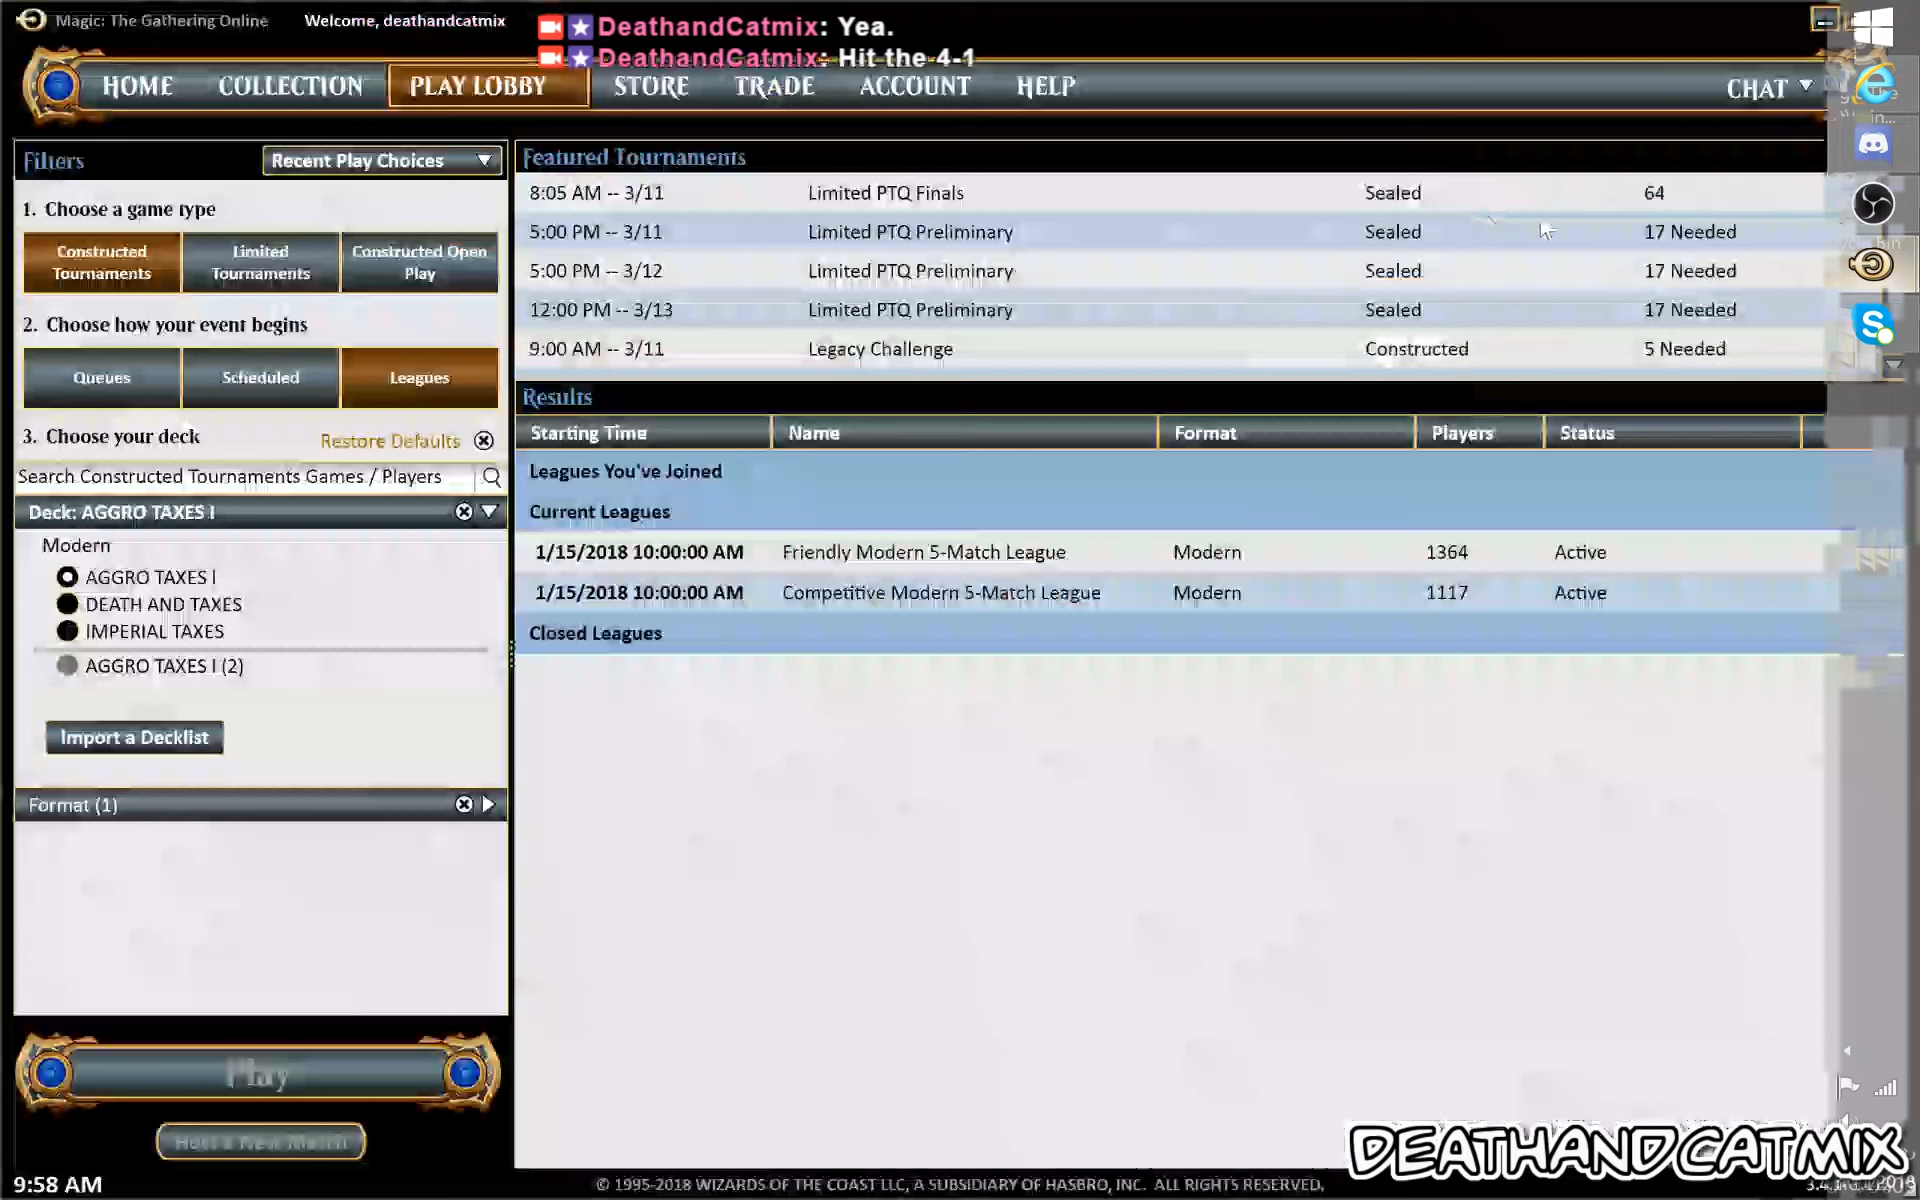 Magic: The Gathering Online Welcome, deathandcatmix
DeathandCatmix: Yea.
DeathandCatmix: Hit the 4-1
HOME COLLECTION PLAY LOBBY STORE TRADE ACCOUNT HELP CHAT
Filters Recent Play Choices
1. Choose a game type
Constructed Tournaments
Limited Tournaments
Constructed Open Play
2. Choose how your event begins
Queues Scheduled Leagues
3. Choose your deck Restore Defaults
Search Constructed Tournaments Games / Players
Deck: AGGRO TAXES I
Modern
AGGRO TAXES I
DEATH AND TAXES
IMPERIAL TAXES
AGGRO TAXES I (2)
Import a Decklist
Format (1)
Play
Host a New Match
9:58 AM
Featured Tournaments
8:05 AM -- 3/11 Limited PTQ Finals Sealed 64
5:00 PM -- 3/11 Limited PTQ Preliminary Sealed 17 Needed
5:00 PM -- 3/12 Limited PTQ Preliminary Sealed 17 Needed
12:00 PM -- 3/13 Limited PTQ Preliminary Sealed 17 Needed
9:00 AM -- 3/11 Legacy Challenge Constructed 5 Needed
Results
Starting Time Name Format Players Status
Leagues You've Joined
Current Leagues
1/15/2018 10:00:00 AM Friendly Modern 5-Match League Modern 1364 Active
1/15/2018 10:00:00 AM Competitive Modern 5-Match League Modern 1117 Active
Closed Leagues
DEATHANDCATMIX
© 1995-2018 WIZARDS OF THE COAST LLC, A SUBSIDIARY OF HASBRO, INC. ALL RIGHTS RESERVED.